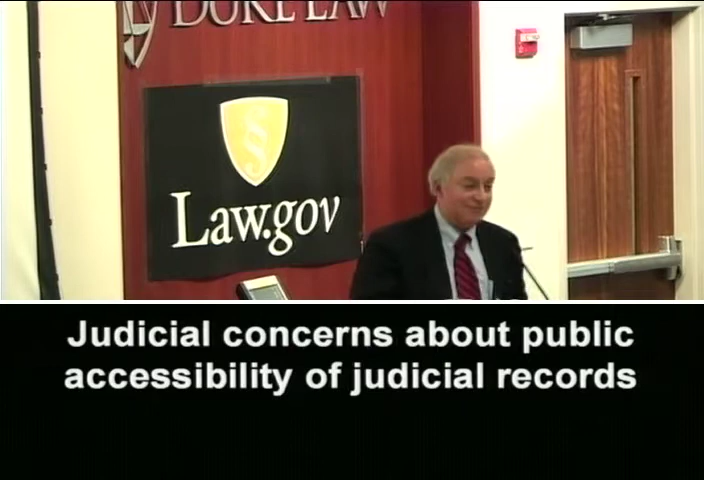 DUKE LAW
§
Law.gov
Judicial concerns about public
accessibility of judicial records